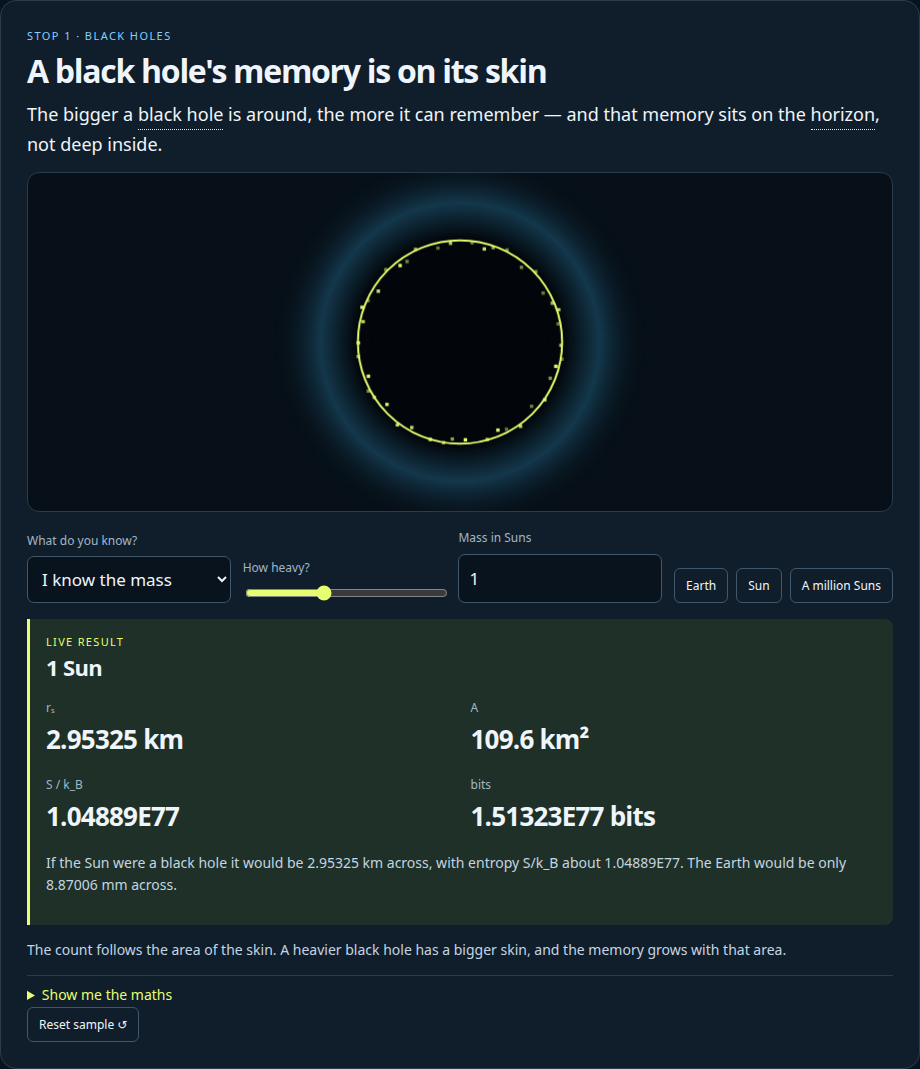 STOP 1 · BLACK HOLES
A black hole's memory is on its skin
The bigger a black hole is around, the more it can remember — and that memory sits on the horizon,
not deep inside.
What do you know?
I know the mass
How heavy?
Mass in Suns
1
Earth
Sun
A million Suns
LIVE RESULT
1 Sun
rₛ
2.95325 km
A
109.6 km²
S / k_B
1.04889E77
bits
1.51323E77 bits
If the Sun were a black hole it would be 2.95325 km across, with entropy S/k_B about 1.04889E77. The Earth would be only
8.87006 mm across.
The count follows the area of the skin. A heavier black hole has a bigger skin, and the memory grows with that area.
▶ Show me the maths
Reset sample ↺